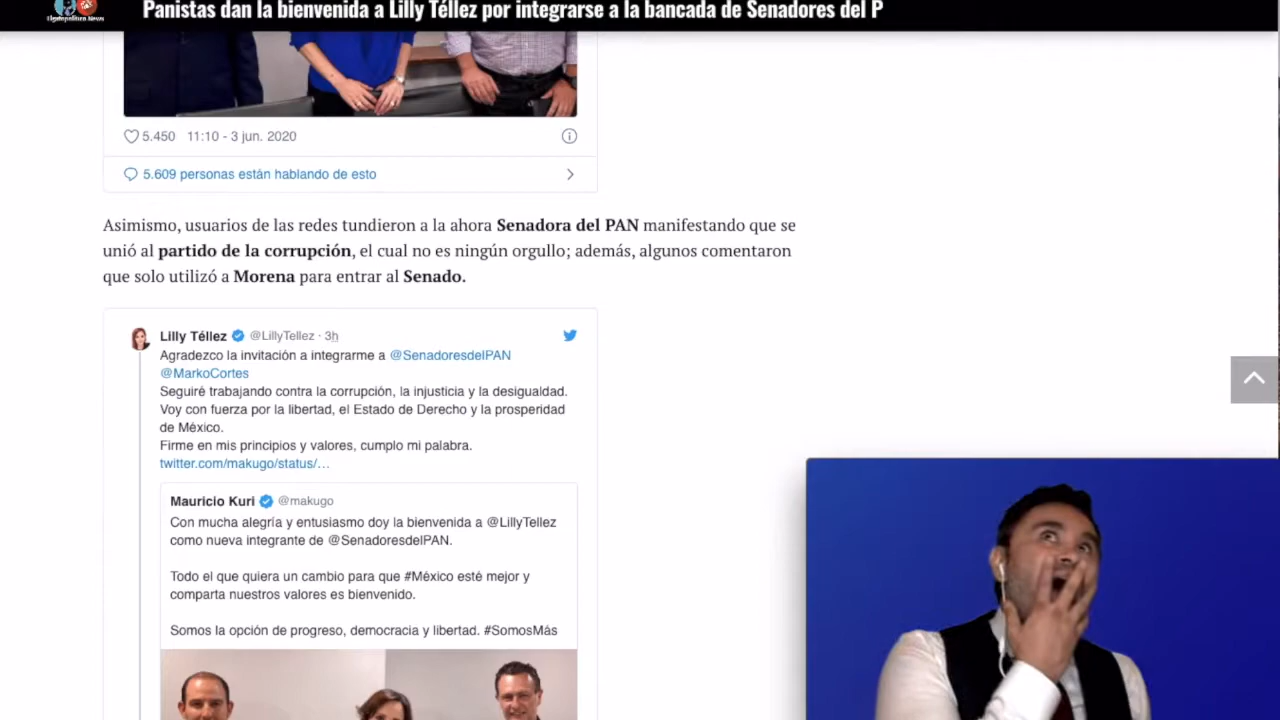 Panistas dan la bienvenida a Lilly Téllez por integrarse a la bancada de Senadores del P
5.450 11:10 - 3 jun. 2020
5.609 personas están hablando de esto
Asimismo, usuarios de las redes tundieron a la ahora Senadora del PAN manifestando que se
unió al partido de la corrupción, el cual no es ningún orgullo; además, algunos comentaron
que solo utilizó a Morena para entrar al Senado.
Lilly Téllez @LillyTellez · 3h
Agradezco la invitación a integrarme a @SenadoresdelPAN
@MarkoCortes
Seguiré trabajando contra la corrupción, la injusticia y la desigualdad.
Voy con fuerza por la libertad, el Estado de Derecho y la prosperidad
de México.
Firme en mis principios y valores, cumplo mi palabra.
twitter.com/makugo/status/…
Mauricio Kuri @makugo
Con mucha alegría y entusiasmo doy la bienvenida a @LillyTellez
como nueva integrante de @SenadoresdelPAN.
Todo el que quiera un cambio para que #México esté mejor y
comparta nuestros valores es bienvenido.
Somos la opción de progreso, democracia y libertad. #SomosMás